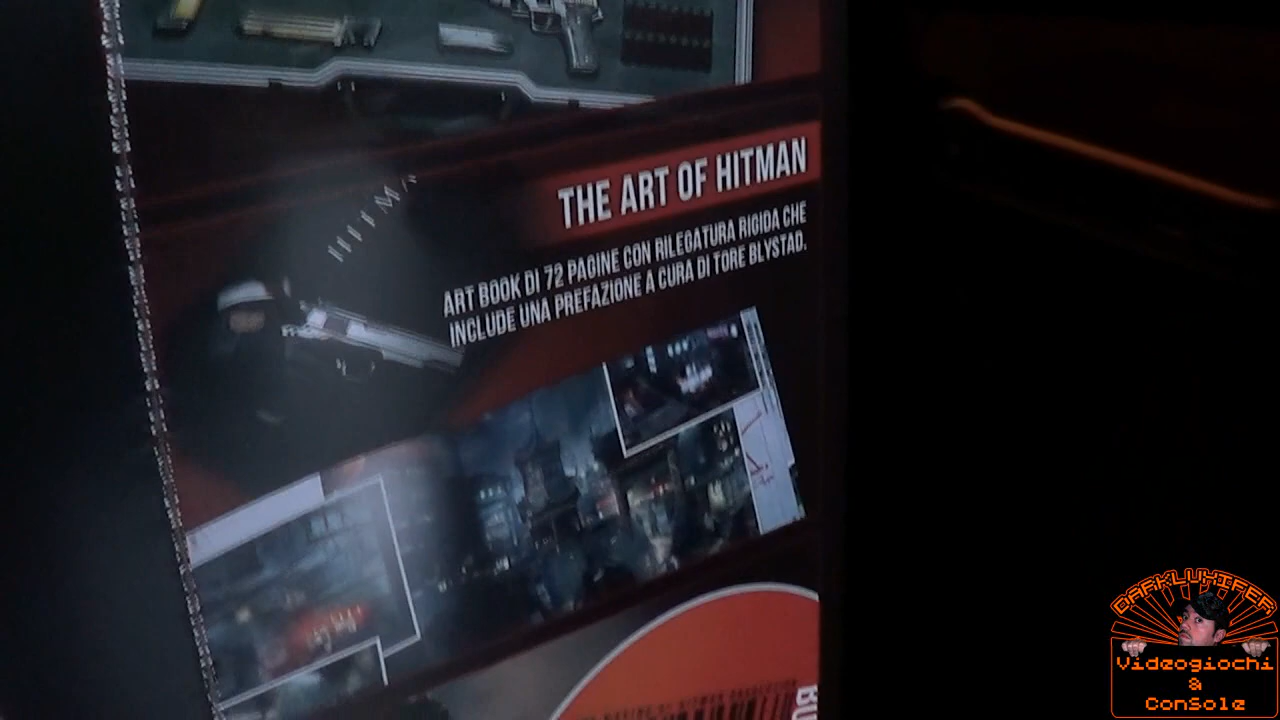 THE ART OF HITMAN
ART BOOK DI 72 PAGINE CON RILEGATURA RIGIDA CHE
INCLUDE UNA PREFAZIONE A CURA DI TORE BLYSTAD.
DARKLUXIFER
Videogiochi
&
ConSole